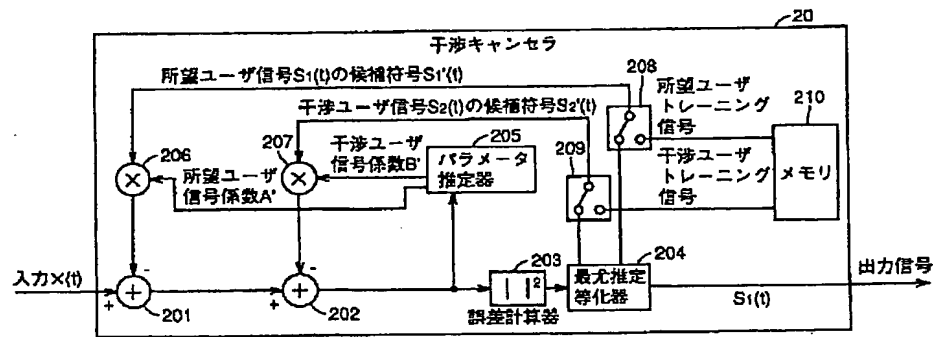 20
干渉キャンセラ
所望ユーザ信号S1(t)の候補符号S1'(t)
208
所望ユーザ
トレーニング
信号
210
干渉ユーザ信号S2(t)の候補符号S2'(t)
206
207
干渉ユーザ
信号係数B'
205
パラメータ
推定器
209
干渉ユーザ
トレーニング
信号
メモリ
×
×
所望ユーザ
信号係数A'
入力X(t)
-
+
+
201
-
+
+
202
203
| |2
誤差計算器
204
最尤推定
等化器
S1(t)
出力信号